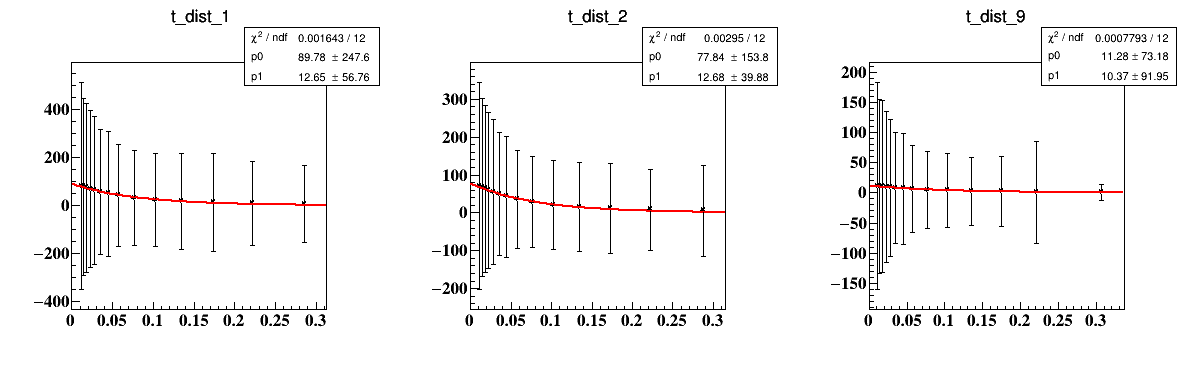 t_dist_1
χ² / ndf 0.001643 / 12
p0 89.78 ± 247.6
p1 12.65 ± 56.76
400
200
0
−200
−400
0 0.05 0.1 0.15 0.2 0.25 0.3
t_dist_2
χ² / ndf 0.00295 / 12
p0 77.84 ± 153.8
p1 12.68 ± 39.88
300
200
100
0
−100
−200
0 0.05 0.1 0.15 0.2 0.25 0.3
t_dist_9
χ² / ndf 0.0007793 / 12
p0 11.28 ± 73.18
p1 10.37 ± 91.95
200
150
100
50
0
−50
−100
−150
0 0.05 0.1 0.15 0.2 0.25 0.3